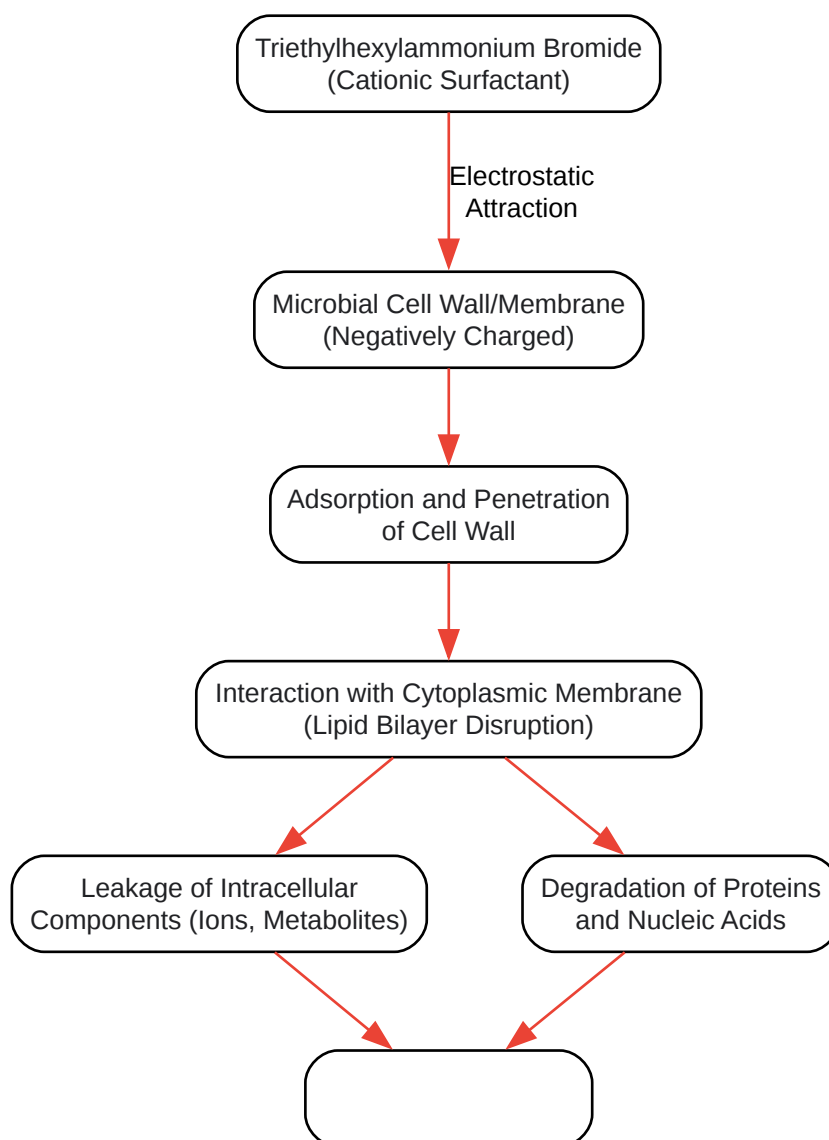 Triethylhexylammonium Bromide
(Cationic Surfactant)
Electrostatic
Attraction
Microbial Cell Wall/Membrane
(Negatively Charged)
Adsorption and Penetration
of Cell Wall
Interaction with Cytoplasmic Membrane
(Lipid Bilayer Disruption)
Leakage of Intracellular
Components (Ions, Metabolites)
Degradation of Proteins
and Nucleic Acids